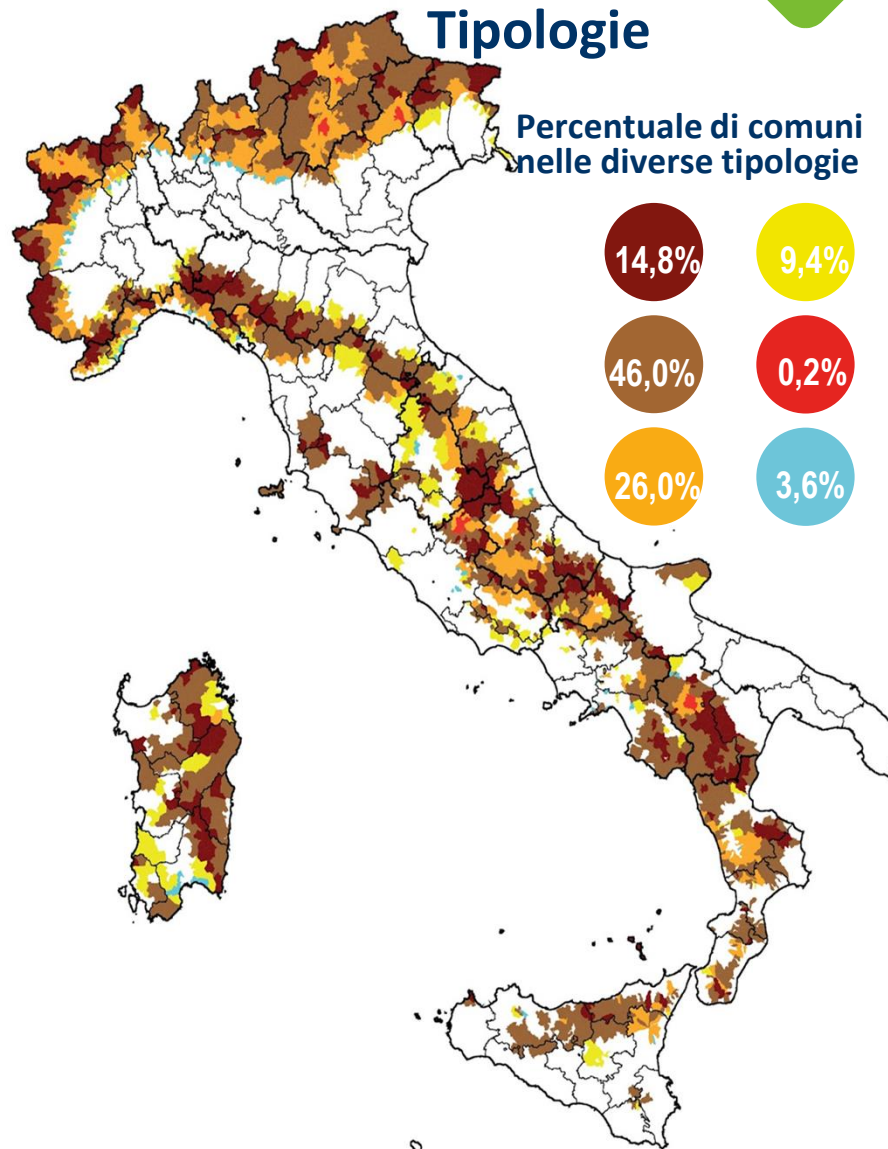 Tipologie
Percentuale di comuni
nelle diverse tipologie
14,8%
9,4%
46,0%
0,2%
26,0%
3,6%